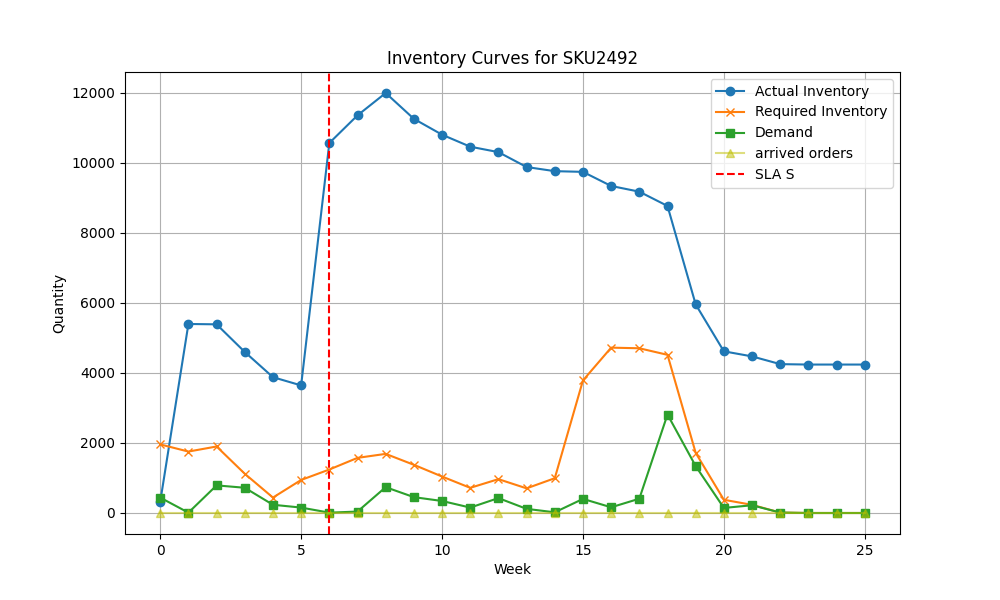 Inventory Curves for SKU2492
Actual Inventory
Required Inventory
Demand
arrived orders
SLA S
Quantity
12000
10000
8000
6000
4000
2000
0
0 5 10 15 20 25
Week